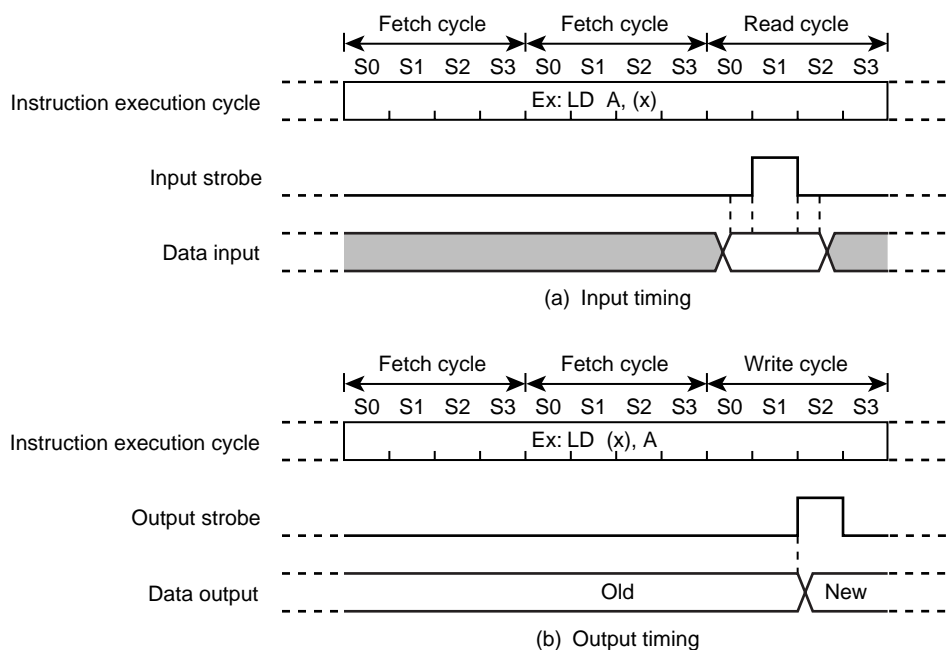 Fetch cycle Fetch cycle Read cycle
S0 S1 S2 S3 S0 S1 S2 S3 S0 S1 S2 S3
Instruction execution cycle Ex: LD A, (x)
Input strobe
Data input
(a) Input timing
Fetch cycle Fetch cycle Write cycle
S0 S1 S2 S3 S0 S1 S2 S3 S0 S1 S2 S3
Instruction execution cycle Ex: LD (x), A
Output strobe
Data output Old New
(b) Output timing